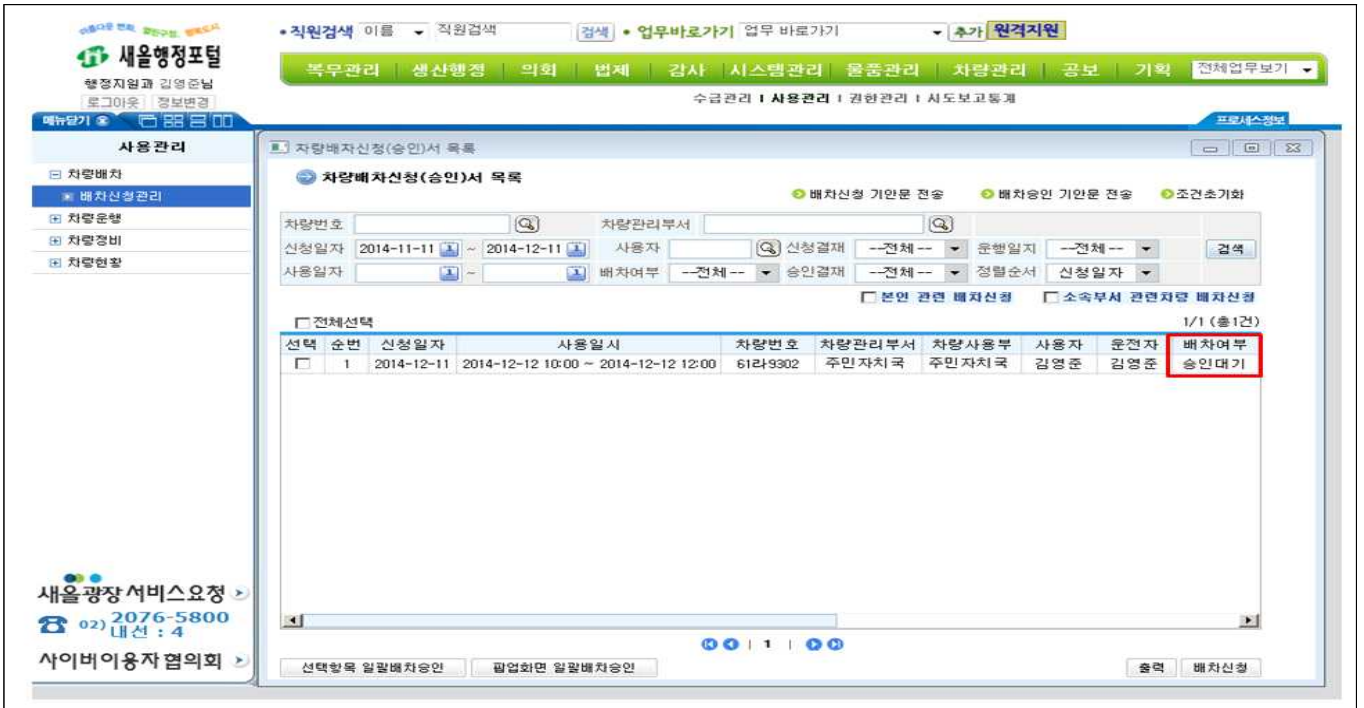 아름다운 변화, 열린구정, 행복도시
•직원검색 이름 직원검색 검색 •업무바로가기 업무 바로가기 추가 원격지원
새올행정포털
행정지원과 김영준님
로그아웃 정보변경
복무관리 생산행정 의회 법제 감사 시스템관리 물품관리 차량관리 공보 기획 전체업무보기
수급관리 사용관리 권한관리 시도보고통계
메뉴닫기
프로세스정보
사용관리
차량배차
배차신청관리
차량운행
차량정비
차량현황
차량배차신청(승인)서 목록
차량배차신청(승인)서 목록
배차신청 기안문 전송 배차승인 기안문 전송 조건초기화
차량번호 차량관리부서
신청일자 2014-11-11 ~ 2014-12-11 사용자 신청결재 --전체-- 운행일지 --전체-- 검색
사용일자 ~ 배차여부 --전체-- 승인결재 --전체-- 정렬순서 신청일자
본인 관련 배차신청 소속부서 관련차량 배차신청
전체선택 1/1 (총1건)
선택 순번 신청일자 사용일시 차량번호 차량관리부서 차량사용부 사용자 운전자 배차여부
1 2014-12-11 2014-12-12 10:00 ~ 2014-12-12 12:00 61라9302 주민자치국 주민자치국 김영준 김영준 승인대기
1
선택항목 일괄배차승인 팝업화면 일괄배차승인 출력 배차신청
새올광장 서비스요청
02) 2076-5800
내선 : 4
사이버이용자 협의회